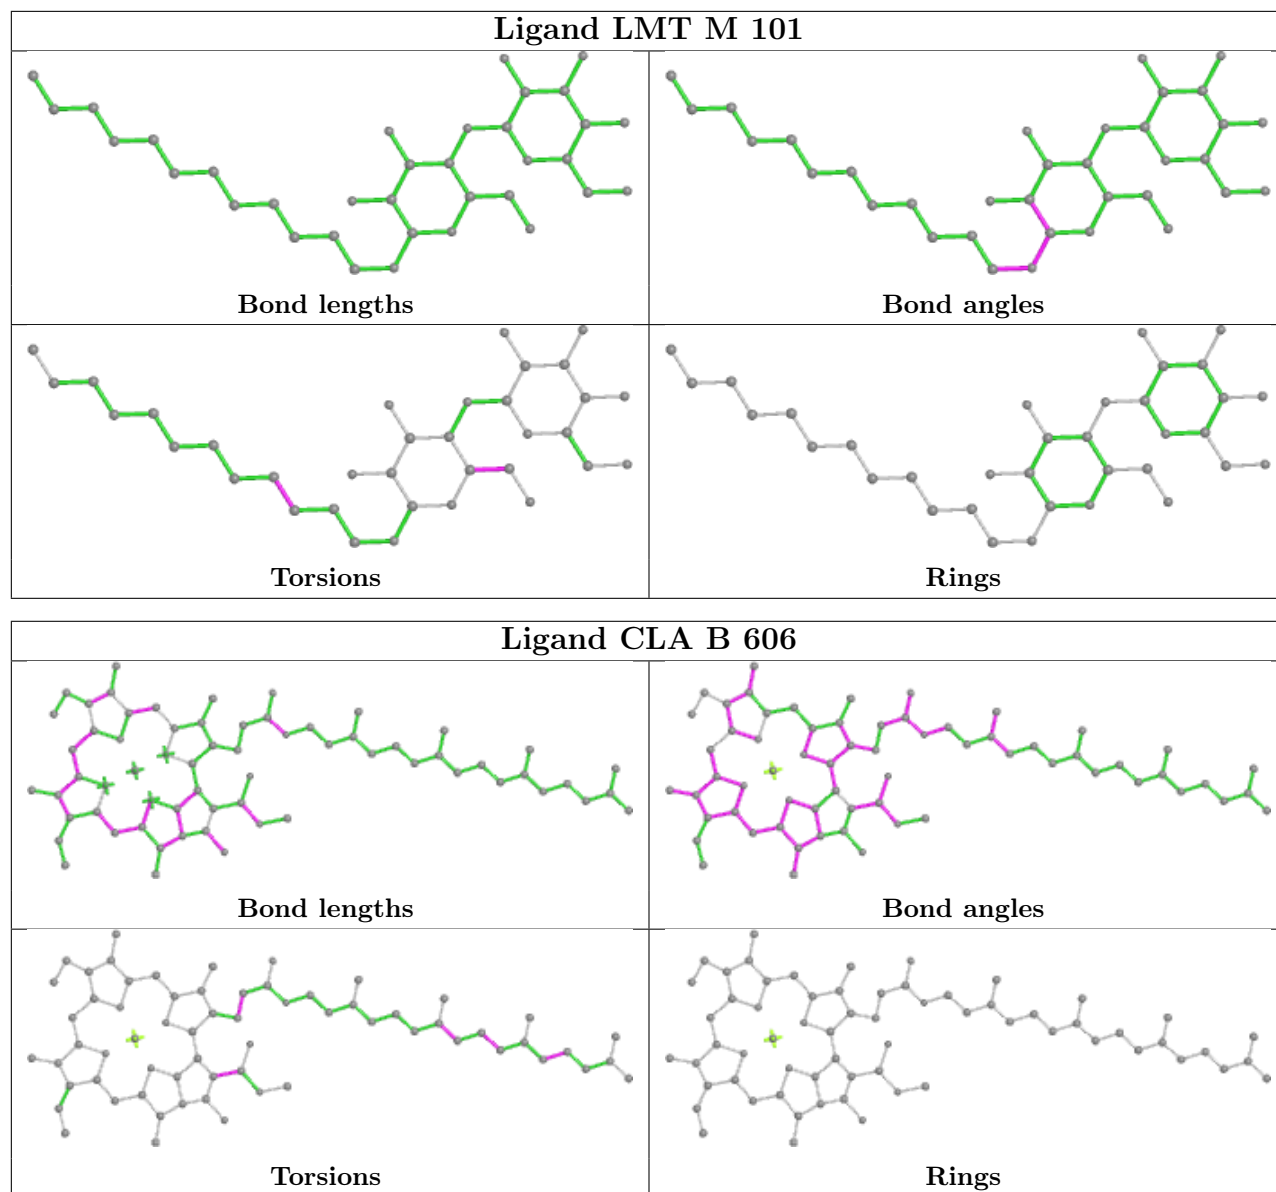 Ligand LMT M 101
Bond lengths
Bond angles
Torsions
Rings
Ligand CLA B 606
Bond lengths
Bond angles
Torsions
Rings